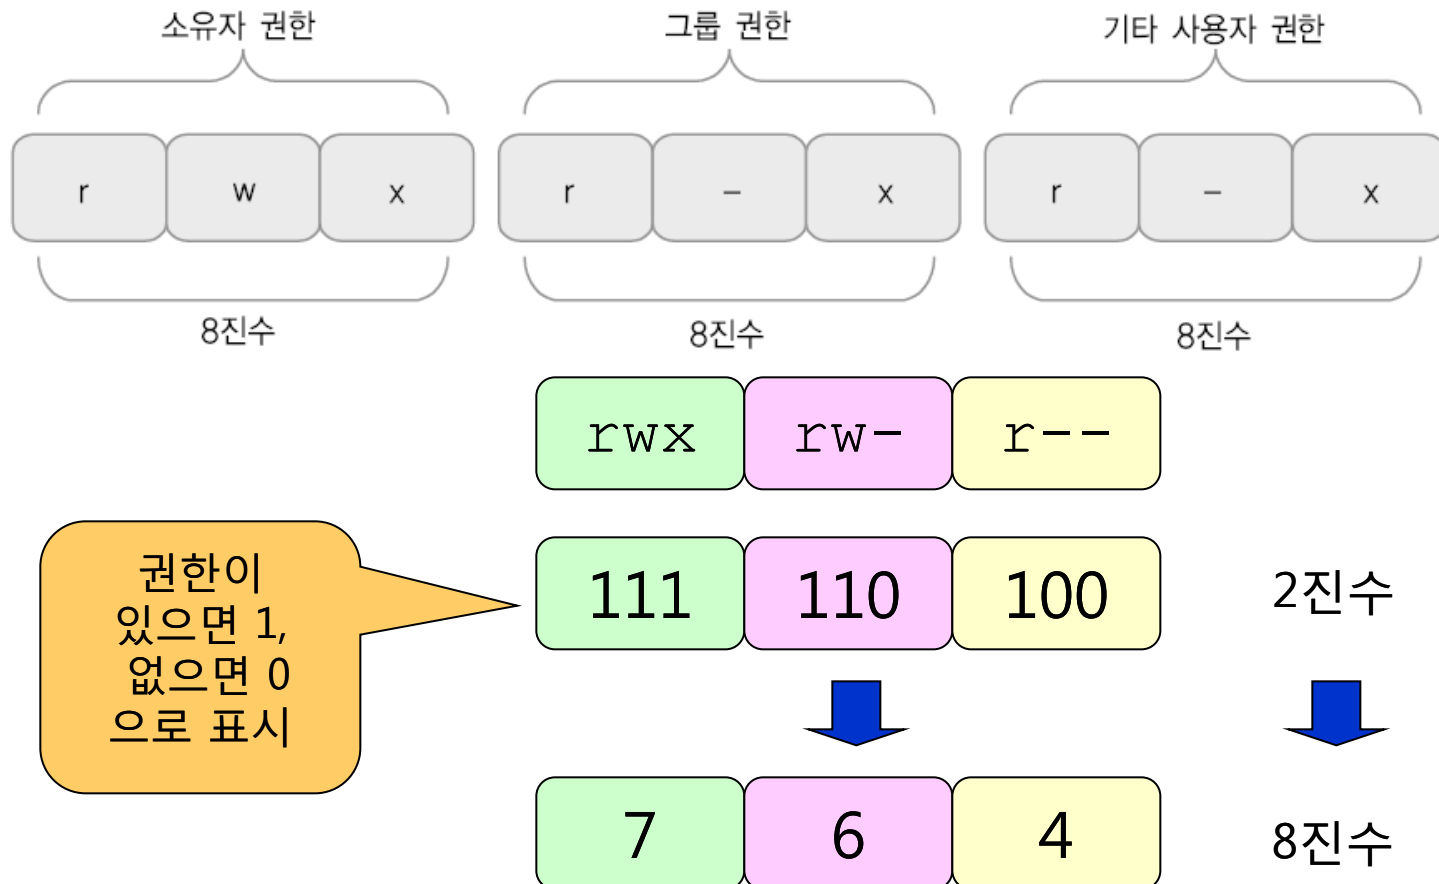 소유자 권한 그룹 권한 기타 사용자 권한
r w x r – x r – x
8진수 8진수 8진수
rwx rw- r--
권한이
있으면 1,
없으면 0
으로 표시
111 110 100 2진수
7 6 4 8진수